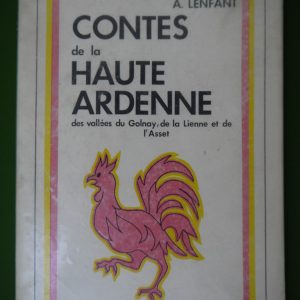 A. LENFANT
CONTES
de la
HAUTE
ARDENNE
des vallées du Golnay, de la Lienne et de
l'Asset